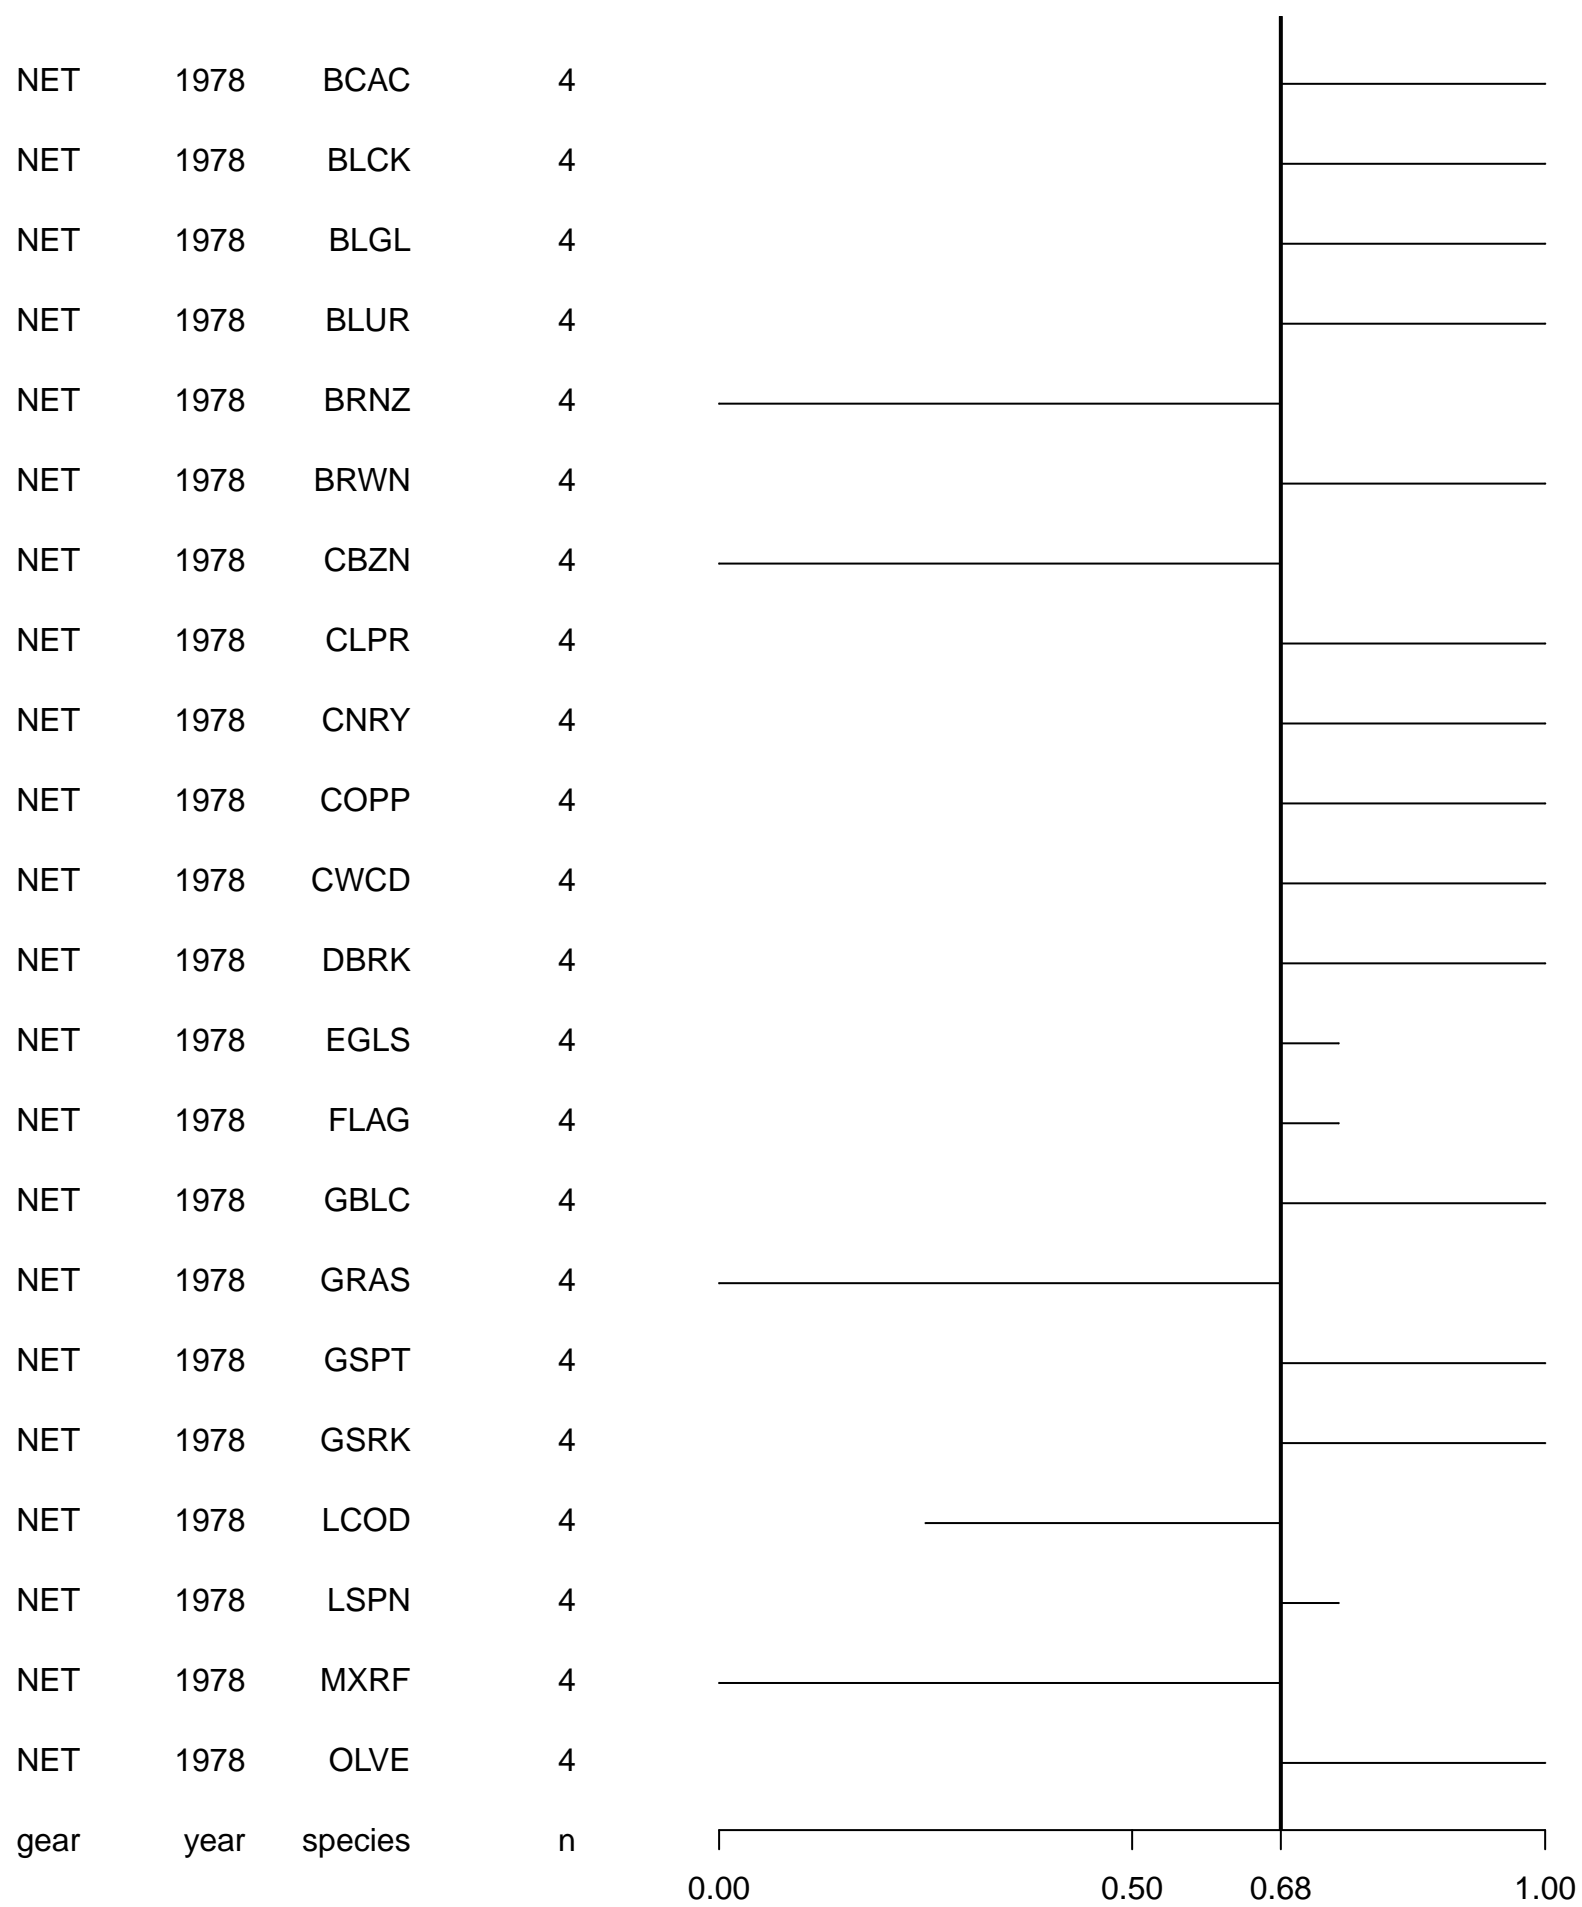 NET 1978 BCAC 4
NET 1978 BLCK 4
NET 1978 BLGL 4
NET 1978 BLUR 4
NET 1978 BRNZ 4
NET 1978 BRWN 4
NET 1978 CBZN 4
NET 1978 CLPR 4
NET 1978 CNRY 4
NET 1978 COPP 4
NET 1978 CWCD 4
NET 1978 DBRK 4
NET 1978 EGLS 4
NET 1978 FLAG 4
NET 1978 GBLC 4
NET 1978 GRAS 4
NET 1978 GSPT 4
NET 1978 GSRK 4
NET 1978 LCOD 4
NET 1978 LSPN 4
NET 1978 MXRF 4
NET 1978 OLVE 4
gear year species n
0.00 0.50 0.68 1.00